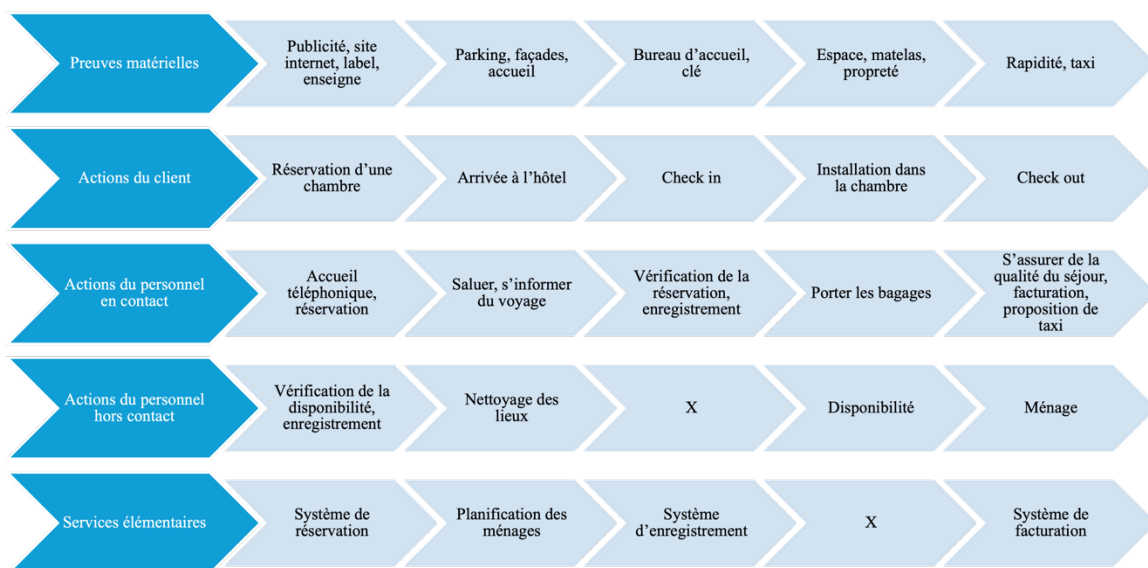 Preuves matérielles
Publicité, site
internet, label,
enseigne
Parking, façades,
accueil
Bureau d'accueil,
clé
Espace, matelas,
propreté
Rapidité, taxi
Actions du client
Réservation d'une
chambre
Arrivée à l'hôtel
Check in
Installation dans
la chambre
Check out
Actions du personnel
en contact
Accueil
téléphonique,
réservation
Saluer, s'informer
du voyage
Vérification de la
réservation,
enregistrement
Porter les bagages
S'assurer de la
qualité du séjour,
facturation,
proposition de
taxi
Actions du personnel
hors contact
Vérification de la
disponibilité,
enregistrement
Nettoyage des
lieux
X
Disponibilité
Ménage
Services élémentaires
Système de
réservation
Planification des
ménages
Système
d'enregistrement
X
Système de
facturation